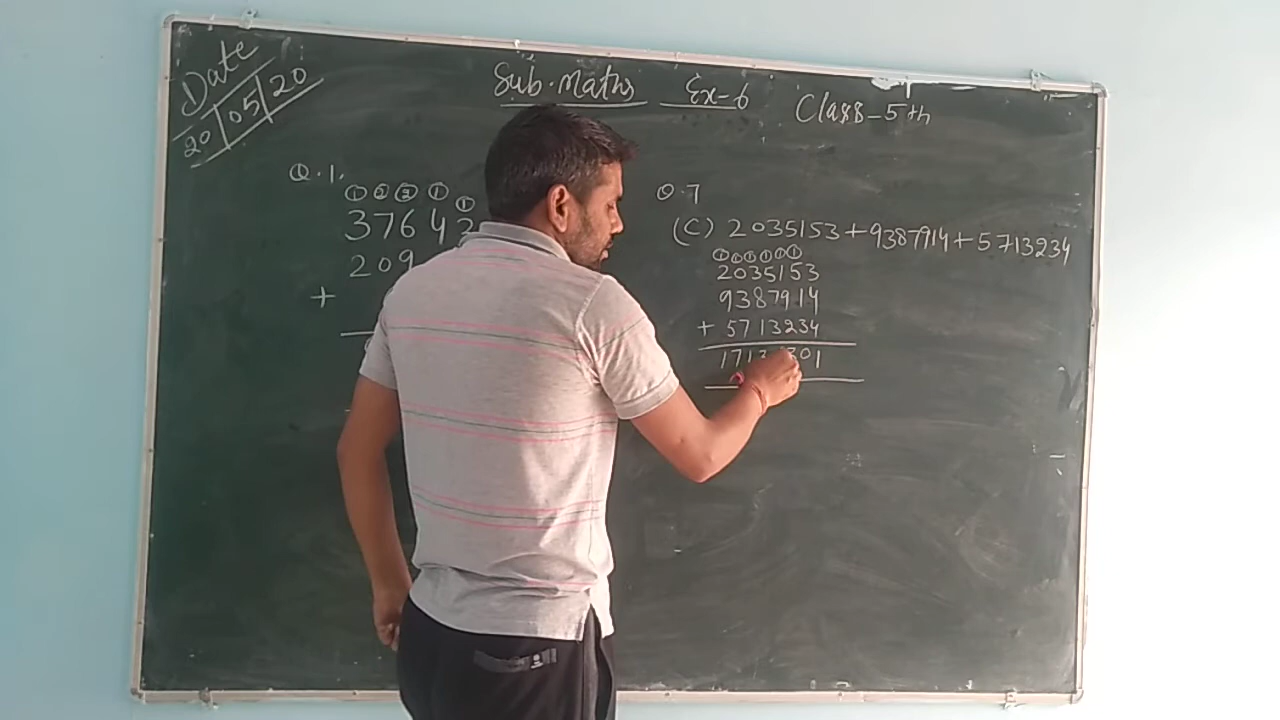 Date
20/05/20
Sub. Maths Ex-6 Class-5th
Q.1.
① ② ② ① ①
3 7 6 4 2
2 0 9
+
Q.7
(C) 2035153+9387914+5713234
① ① ① ① ① ①
2035153
9387914
+ 5713234
1713 301